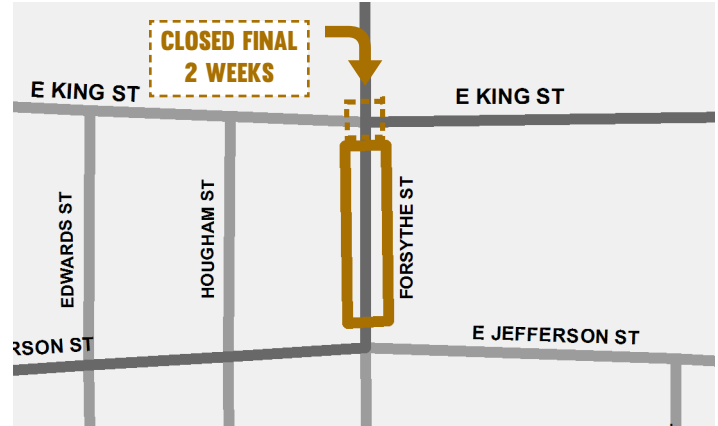 CLOSED FINAL
2 WEEKS
E KING ST
E KING ST
EDWARDS ST
HOUGHAM ST
FORSYTHE ST
RSON ST
E JEFFERSON ST